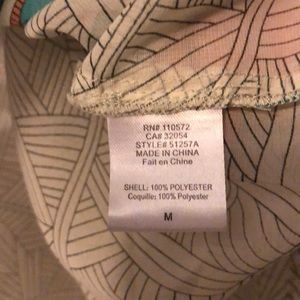 RN# 110572
CA# 32054
STYLE# 51257A
MADE IN CHINA
Fait en Chine
SHELL: 100% POLYESTER
Coquille: 100% Polyester
M